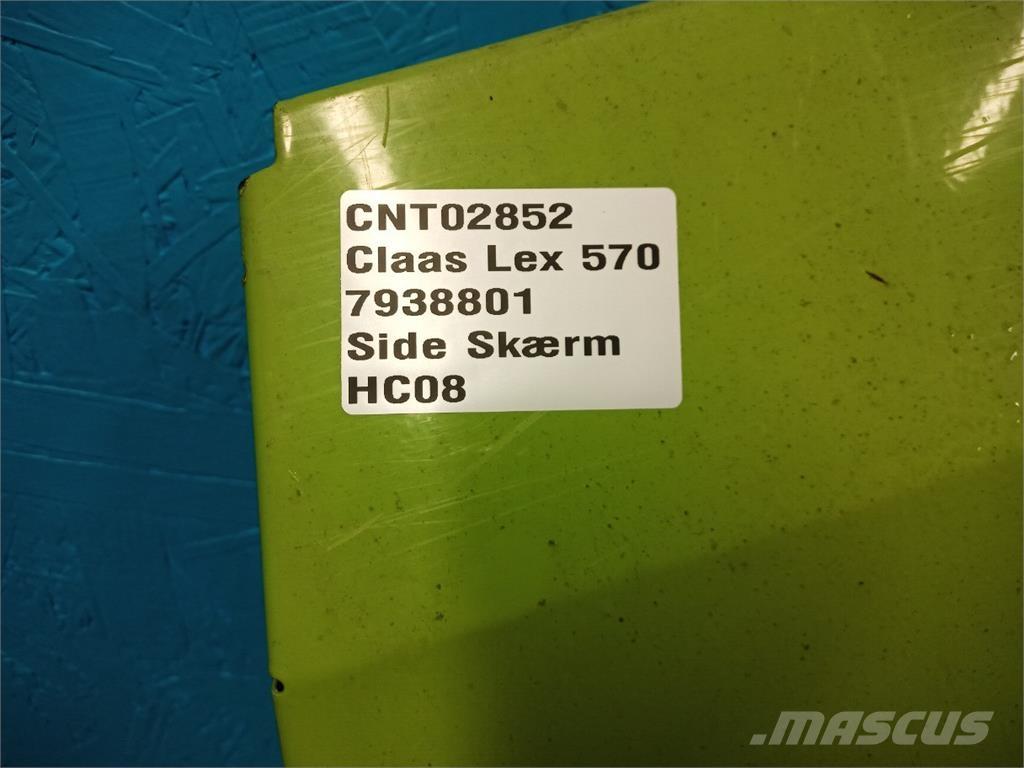 CNT02852
Claas Lex 570
7938801
Side Skærm
HC08
.MASCUS